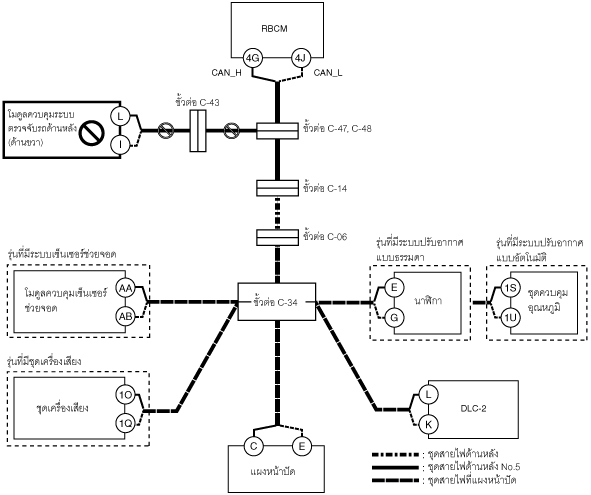 RBCM
4G
4J
CAN_H
CAN_L
ขั้วต่อ C-43
โมดูลควบคุมระบบ
ตรวจจับรถด้านหลัง
(ด้านขวา)
L
I
ขั้วต่อ C-47, C-48
ขั้วต่อ C-14
ขั้วต่อ C-06
รุ่นที่มีระบบเซ็นเซอร์ช่วยจอด
โมดูลควบคุมเซ็นเซอร์
ช่วยจอด
AA
AB
ขั้วต่อ C-34
รุ่นที่มีระบบปรับอากาศ
แบบธรรมดา
E
G
นาฬิกา
รุ่นที่มีระบบปรับอากาศ
แบบอัตโนมัติ
1S
1U
ชุดควบคุม
อุณหภูมิ
รุ่นที่มีชุดเครื่องเสียง
ชุดเครื่องเสียง
1O
1Q
L
K
DLC-2
C
E
แผงหน้าปัด
: ชุดสายไฟด้านหลัง
: ชุดสายไฟด้านหลัง No.5
: ชุดสายไฟที่แผงหน้าปัด